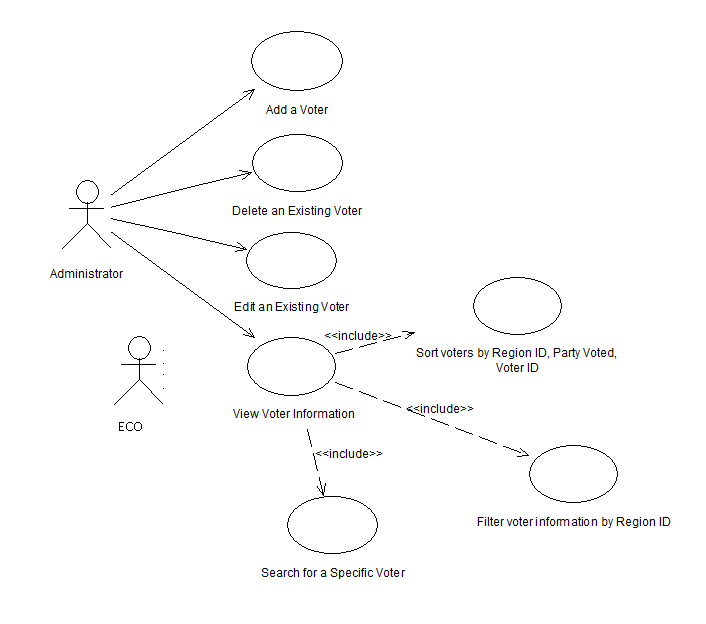 Add a Voter
Delete an Existing Voter
Administrator
Edit an Existing Voter
<<include>>
Sort voters by Region ID, Party Voted,
Voter ID
<<include>>
View Voter Information
ECO
<<include>>
Filter voter information by Region ID
Search for a Specific Voter